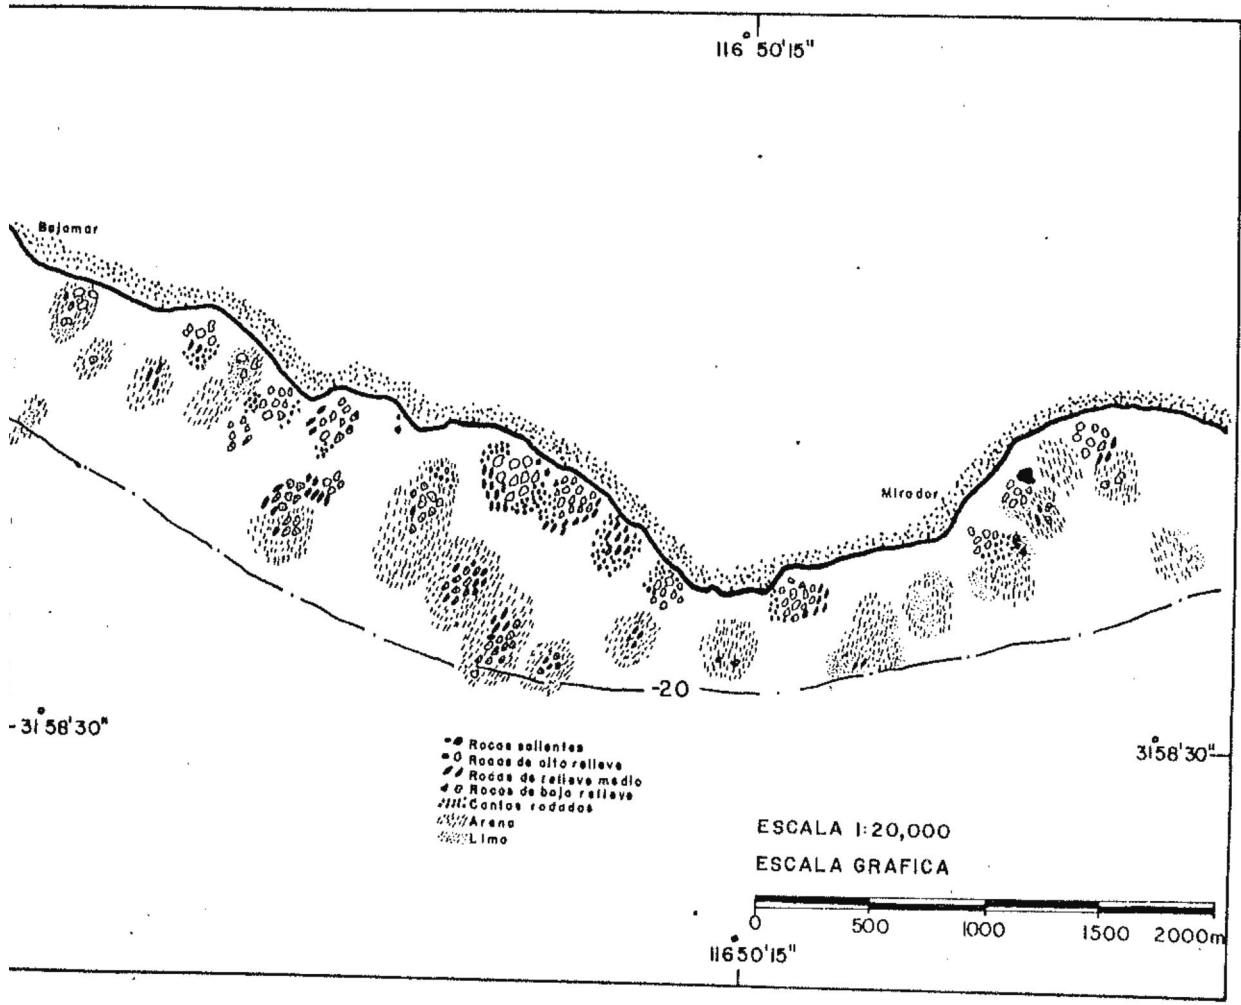 116° 50'15"
Bajamar
Mirador
-20
31°58'30"
31°58'30"
Rocas salientes
Rocas de alto relieve
Rocas de relieve medio
Rocas de bajo relieve
Cantos rodados
Arena
Limo
ESCALA 1:20,000
ESCALA GRAFICA
0 500 1000 1500 2000m
116°50'15"